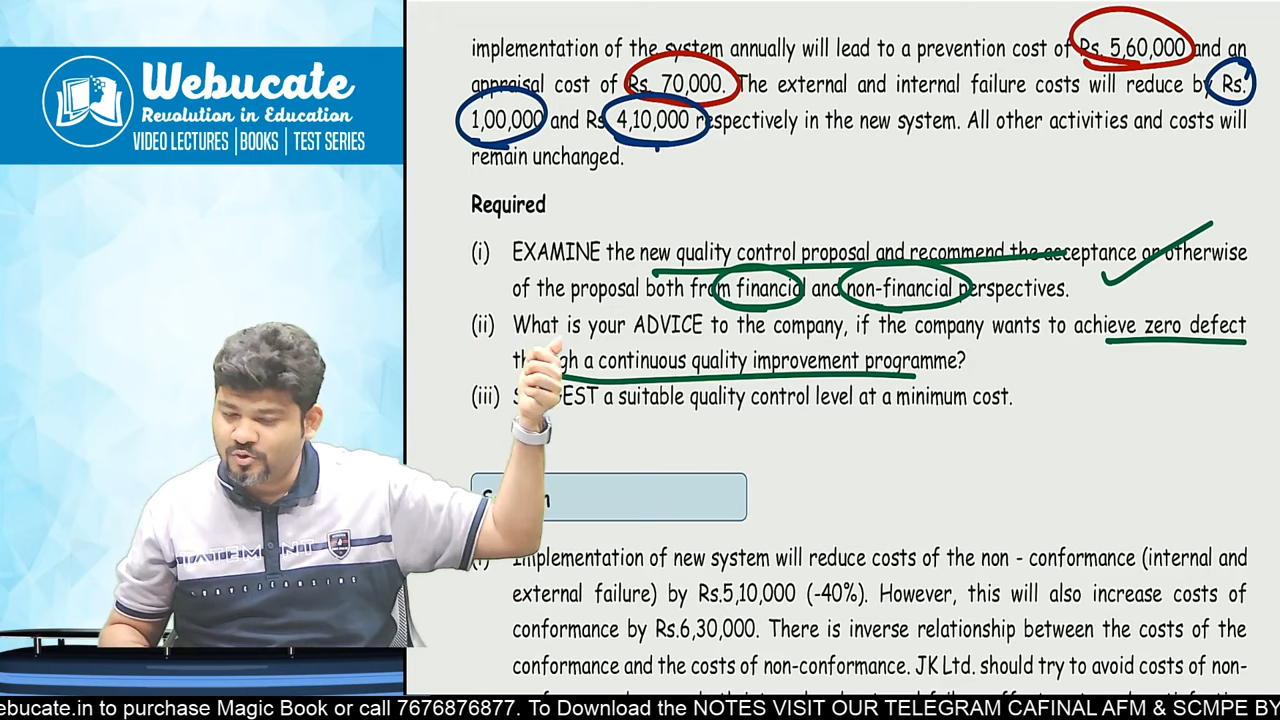 Webucate
Revolution in Education
VIDEO LECTURES | BOOKS | TEST SERIES
implementation of the system annually will lead to a prevention cost of Rs. 5,60,000 and an
appraisal cost of Rs. 70,000. The external and internal failure costs will reduce by Rs.
1,00,000 and Rs. 4,10,000 respectively in the new system. All other activities and costs will
remain unchanged.
Required
(i) EXAMINE the new quality control proposal and recommend the acceptance or otherwise
of the proposal both from financial and non-financial perspectives.
(ii) What is your ADVICE to the company, if the company wants to achieve zero defect
through a continuous quality improvement programme?
(iii) SUGGEST a suitable quality control level at a minimum cost.
(i) Implementation of new system will reduce costs of the non - conformance (internal and
external failure) by Rs.5,10,000 (-40%). However, this will also increase costs of
conformance by Rs.6,30,000. There is inverse relationship between the costs of the
conformance and the costs of non-conformance. JK Ltd. should try to avoid costs of non-
ebucate.in to purchase Magic Book or call 7676876877. To Download the NOTES VISIT OUR TELEGRAM CAFINAL AFM & SCMPE BY